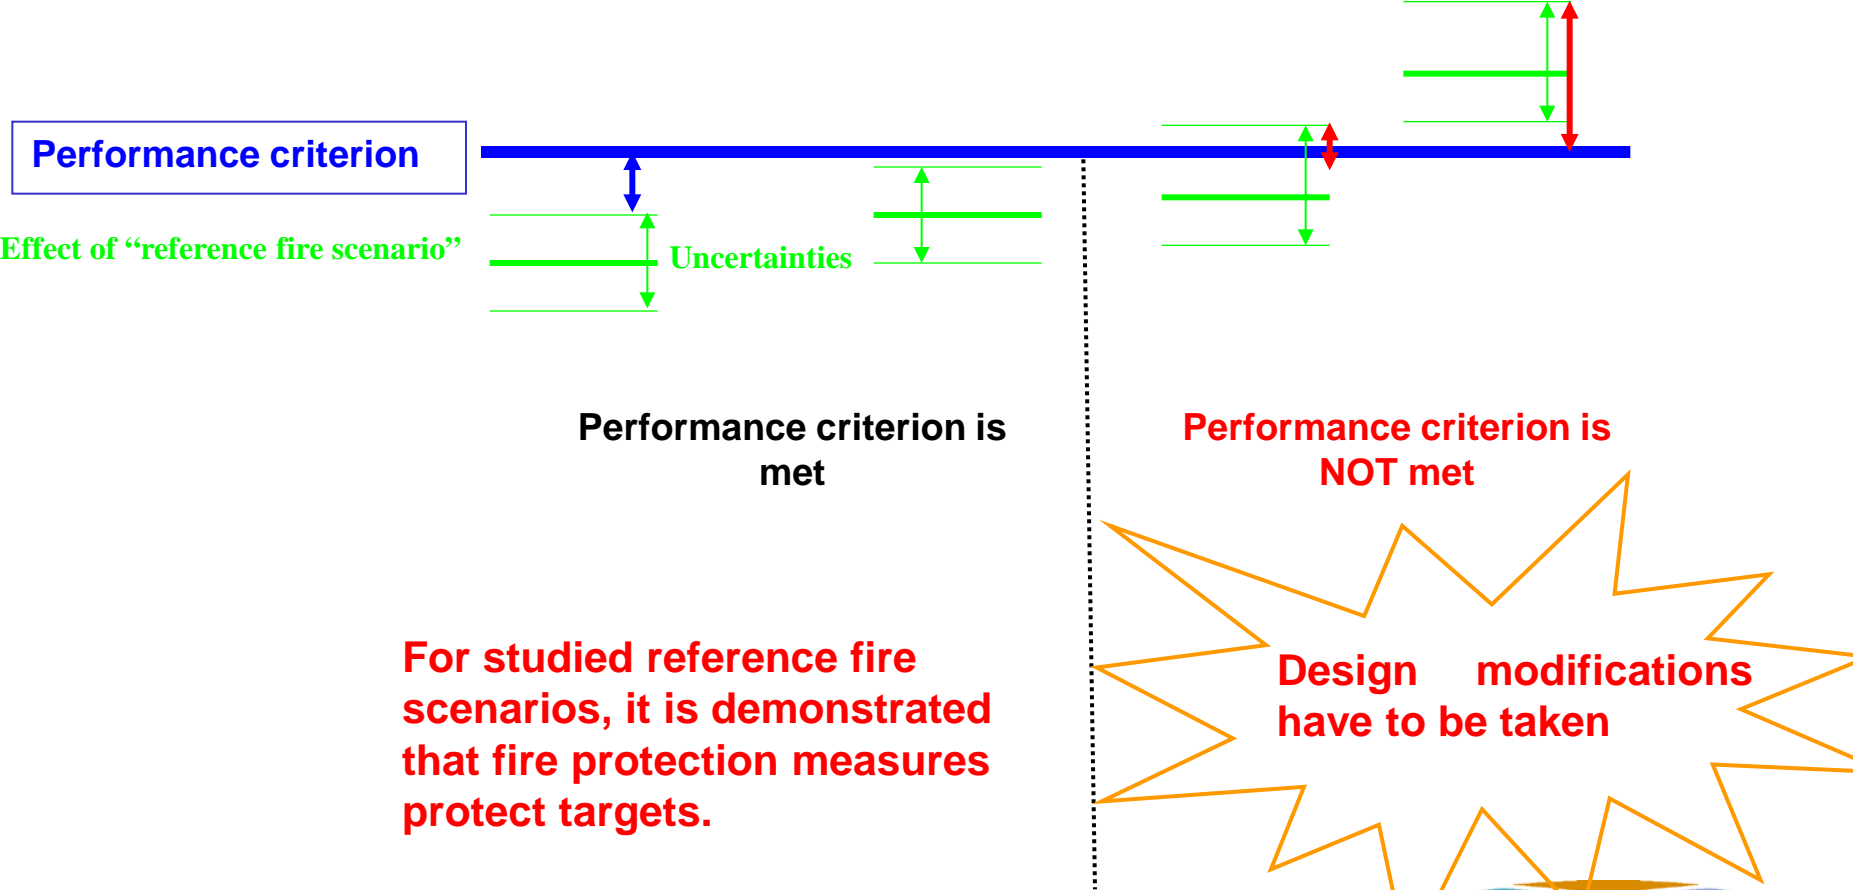 Performance criterion
Effect of “reference fire scenario”
Uncertainties
Performance criterion is
met
Performance criterion is
NOT met
For studied reference fire
scenarios, it is demonstrated
that fire protection measures
protect targets.
Design modifications
have to be taken